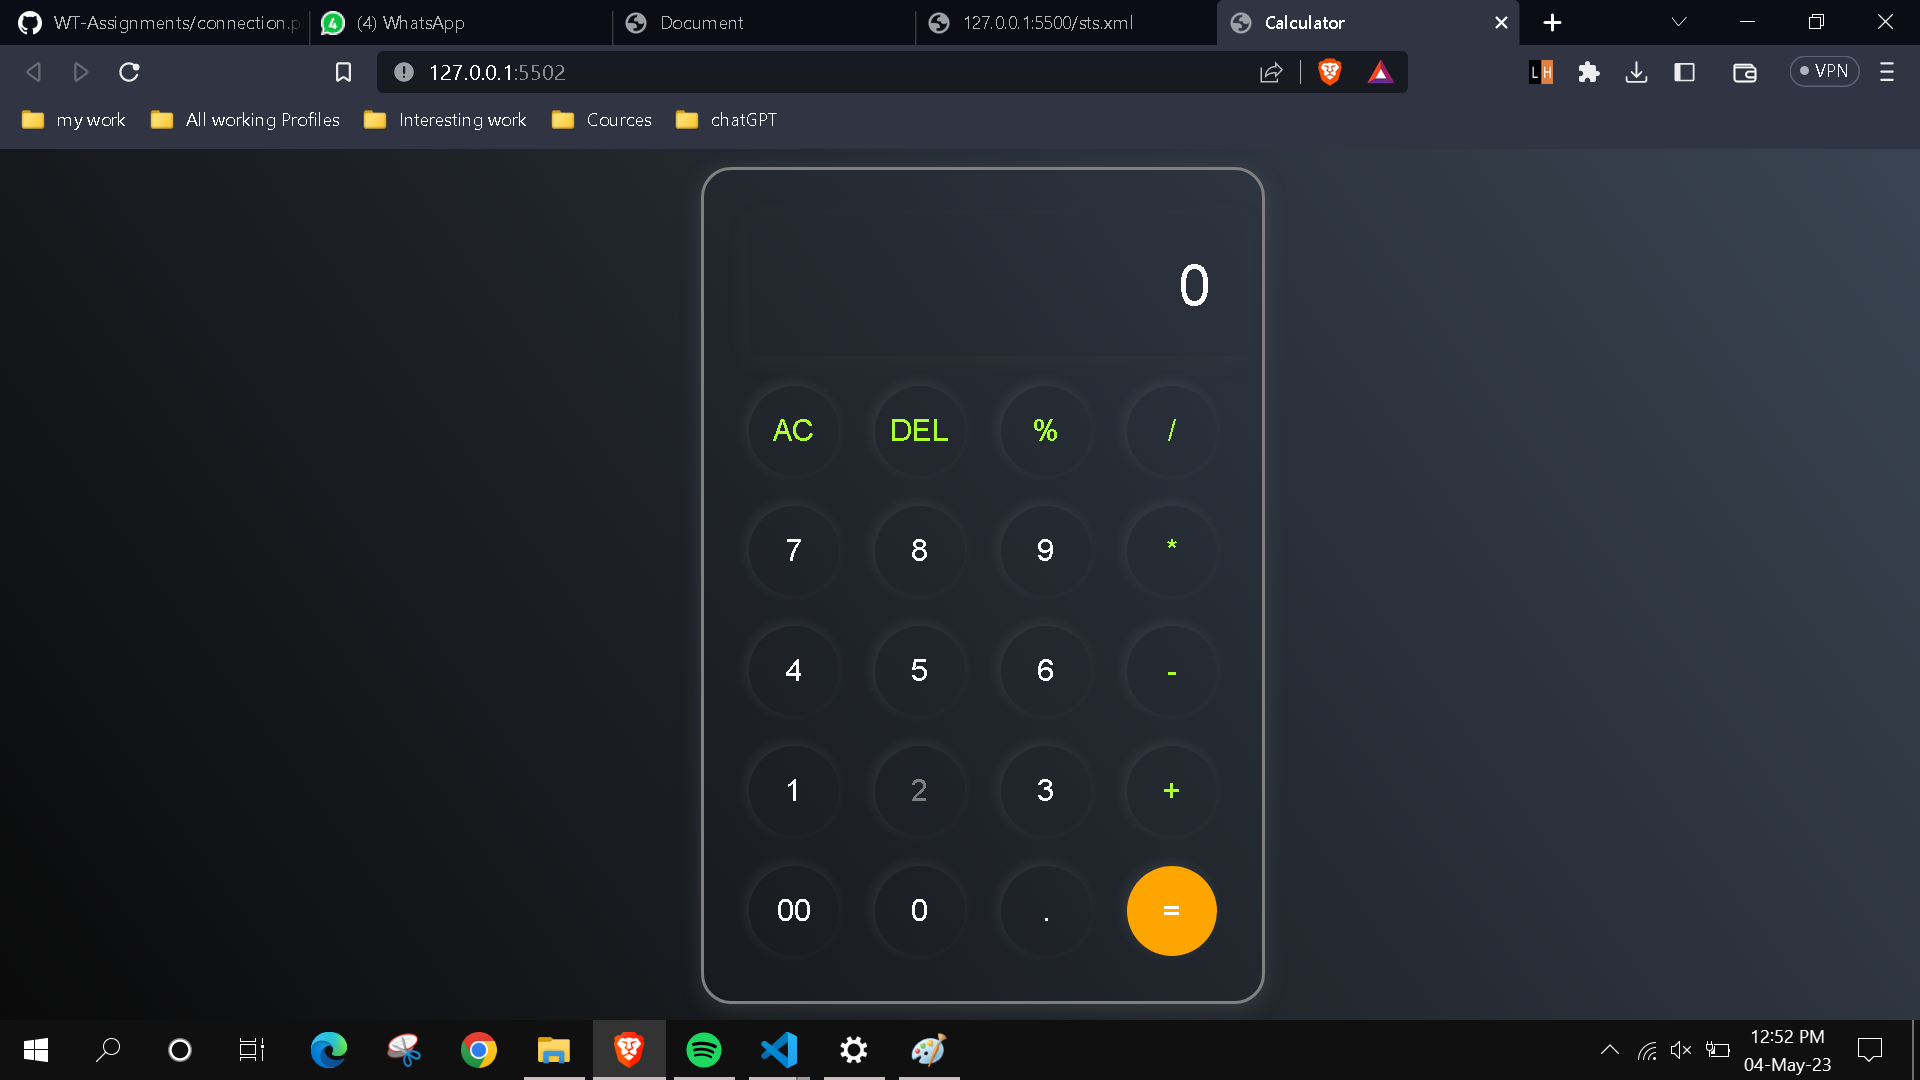 WT-Assignments/connection.p
4 (4) WhatsApp
Document
127.0.0.1:5500/sts.xml
Calculator
127.0.0.1:5502
LH
VPN
my work
All working Profiles
Interesting work
Cources
chatGPT
0
AC DEL % /
7 8 9 *
4 5 6 -
1 2 3 +
00 0 . =
12:52 PM
04-May-23